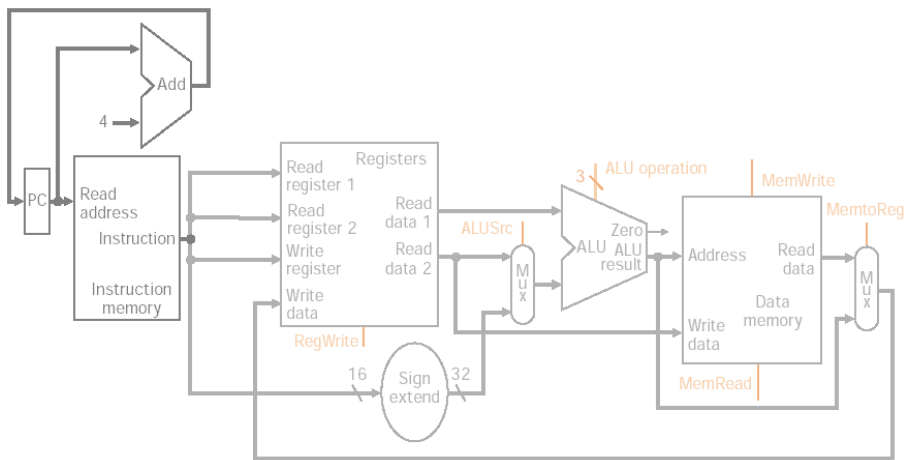 Add
4
PC
Read
address
Instruction
Instruction
memory
Registers
Read
register 1
Read
register 2
Write
register
Write
data
Read
data 1
Read
data 2
RegWrite
16
Sign
extend
32
ALUSrc
M
u
x
3
ALU operation
Zero
ALU
ALU
result
MemWrite
Address
Read
data
Data
memory
Write
data
MemRead
MemtoReg
M
u
x